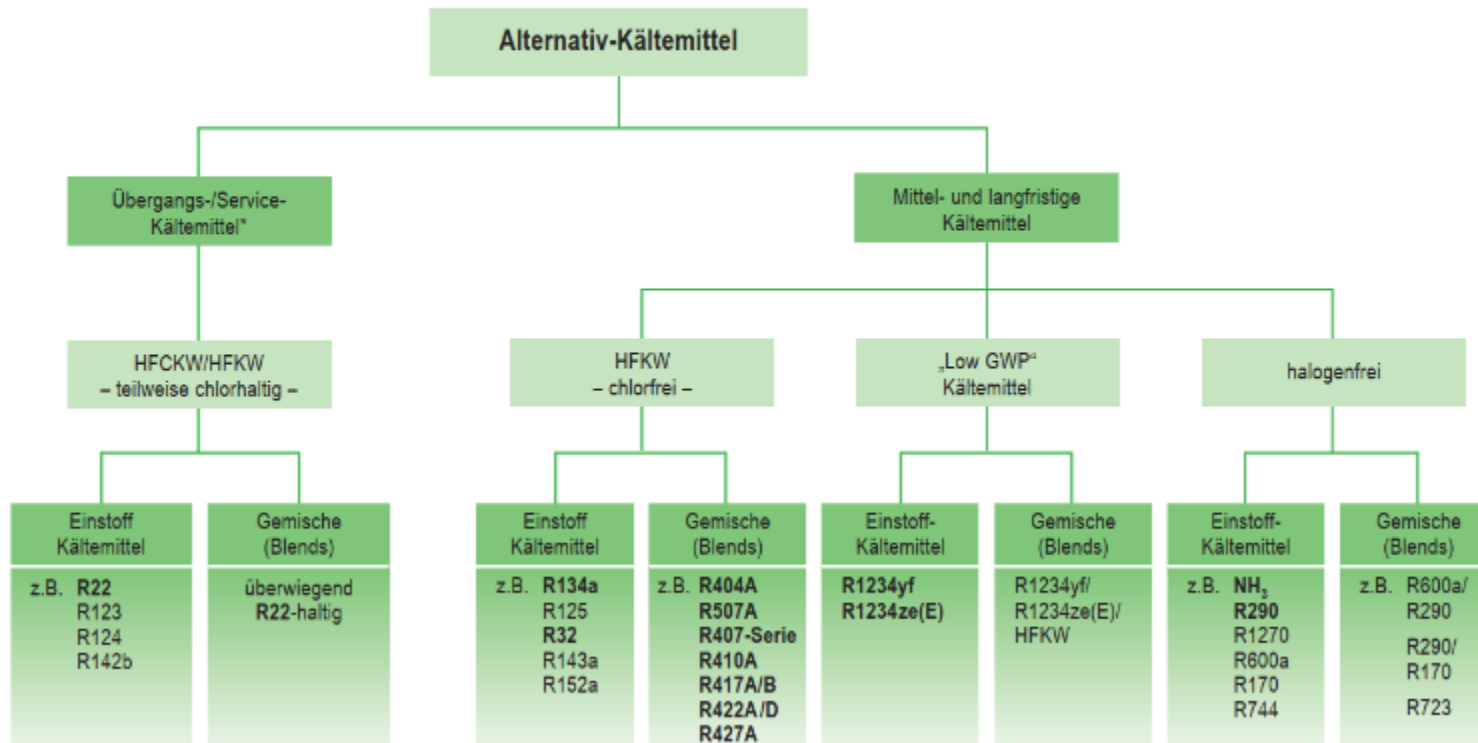 Alternativ-Kältemittel
Übergangs-/Service-
Kältemittel*
Mittel- und langfristige
Kältemittel
HFCKW/HFKW
– teilweise chlorhaltig –
HFKW
– chlorfrei –
„Low GWP“
Kältemittel
halogenfrei
Einstoff
Kältemittel
z.B. R22
R123
R124
R142b
Gemische
(Blends)
überwiegend
R22-haltig
Einstoff
Kältemittel
z.B. R134a
R125
R32
R143a
R152a
Gemische
(Blends)
z.B. R404A
R507A
R407-Serie
R410A
R417A/B
R422A/D
R427A
Einstoff-
Kältemittel
R1234yf
R1234ze(E)
Gemische
(Blends)
R1234yf/
R1234ze(E)/
HFKW
Einstoff-
Kältemittel
z.B. NH₃
R290
R1270
R600a
R170
R744
Gemische
(Blends)
z.B. R600a/
R290
R290/
R170
R723